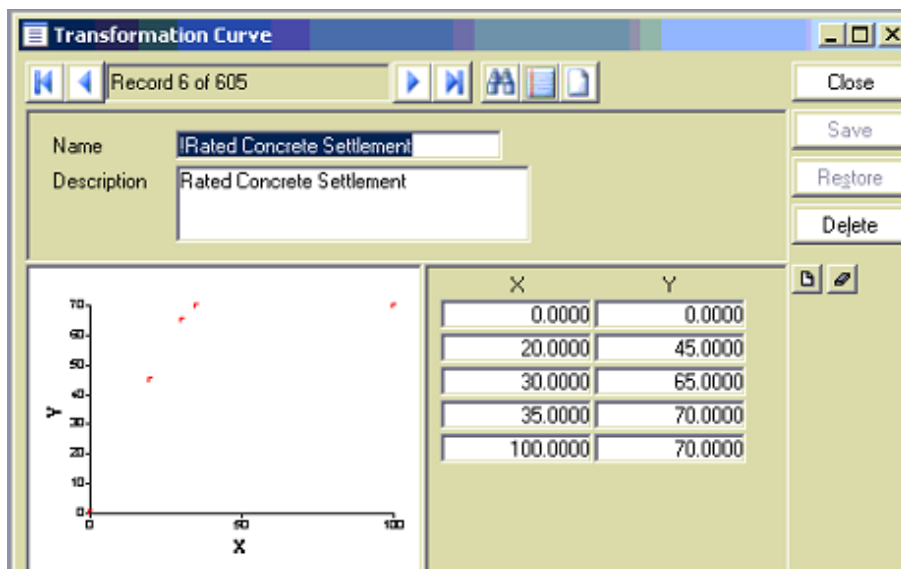 Transformation Curve
Record 6 of 605
Close
Name !Rated Concrete Settlement
Save
Description Rated Concrete Settlement
Restore
Delete
X Y
0.0000 0.0000
20.0000 45.0000
30.0000 65.0000
35.0000 70.0000
100.0000 70.0000
70
60
50
40
30
20
10
0
Y
0 50 100
X